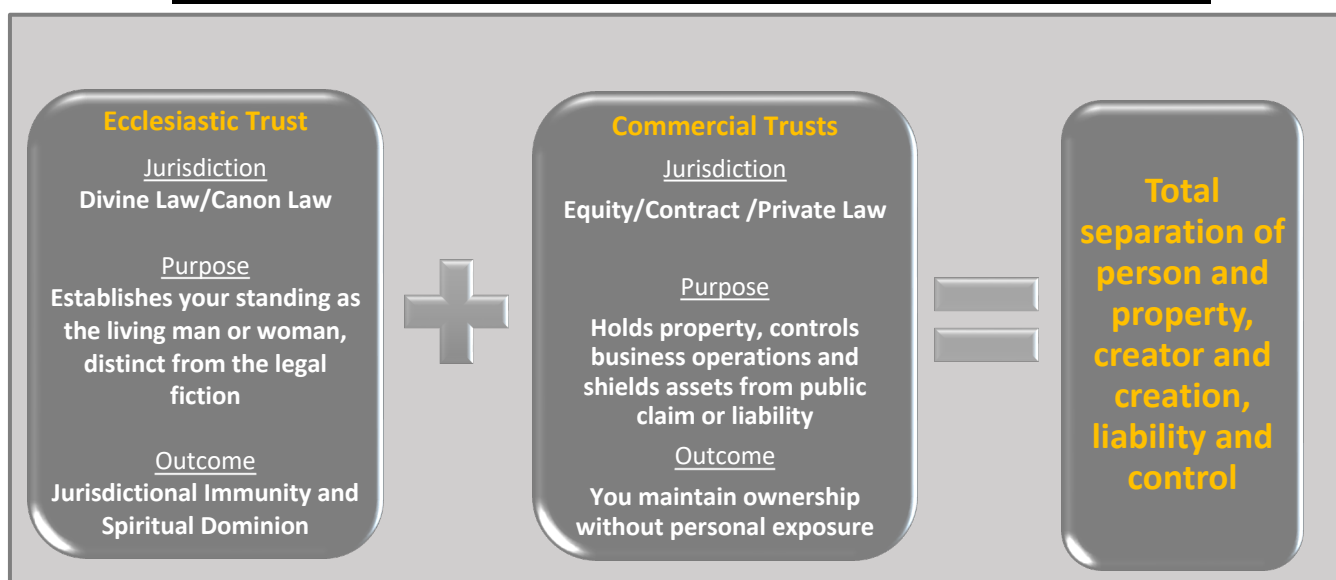 Ecclesiastic Trust
Jurisdiction
Divine Law/Canon Law
Purpose
Establishes your standing as
the living man or woman,
distinct from the legal
fiction
Outcome
Jurisdictional Immunity and
Spiritual Dominion
Commercial Trusts
Jurisdiction
Equity/Contract /Private Law
Purpose
Holds property, controls
business operations and
shields assets from public
claim or liability
Outcome
You maintain ownership
without personal exposure
Total
separation of
person and
property,
creator and
creation,
liability and
control